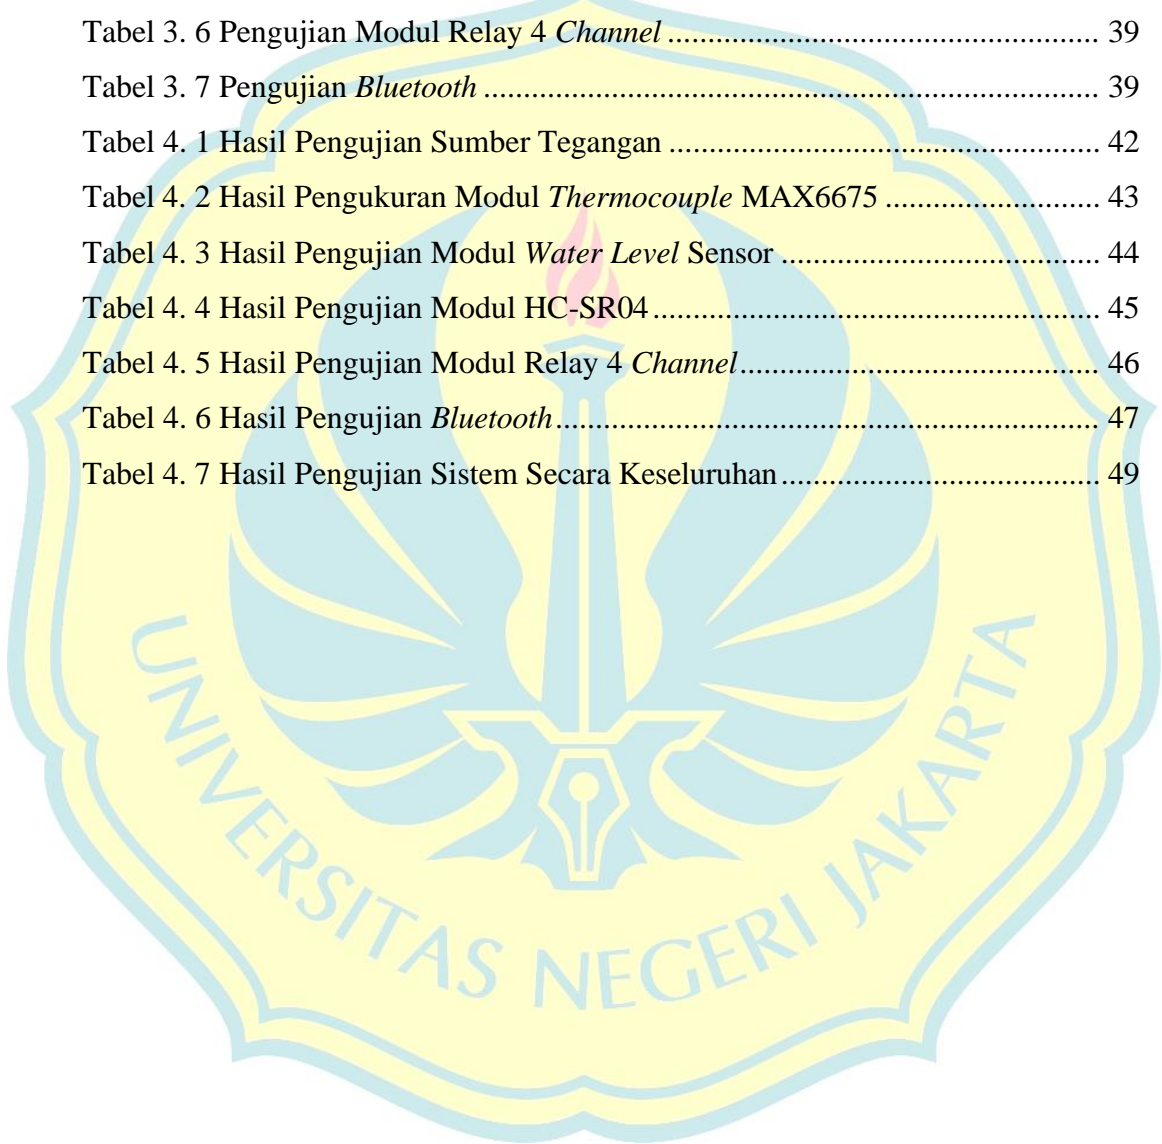 Tabel 3. 6 Pengujian Modul Relay 4 Channel ...................................................... 39
Tabel 3. 7 Pengujian Bluetooth ............................................................................. 39
Tabel 4. 1 Hasil Pengujian Sumber Tegangan ...................................................... 42
Tabel 4. 2 Hasil Pengukuran Modul Thermocouple MAX6675 ........................... 43
Tabel 4. 3 Hasil Pengujian Modul Water Level Sensor ........................................ 44
Tabel 4. 4 Hasil Pengujian Modul HC-SR04 ........................................................ 45
Tabel 4. 5 Hasil Pengujian Modul Relay 4 Channel ............................................. 46
Tabel 4. 6 Hasil Pengujian Bluetooth .................................................................... 47
Tabel 4. 7 Hasil Pengujian Sistem Secara Keseluruhan ........................................ 49
UNIVERSITAS NEGERI JAKARTA